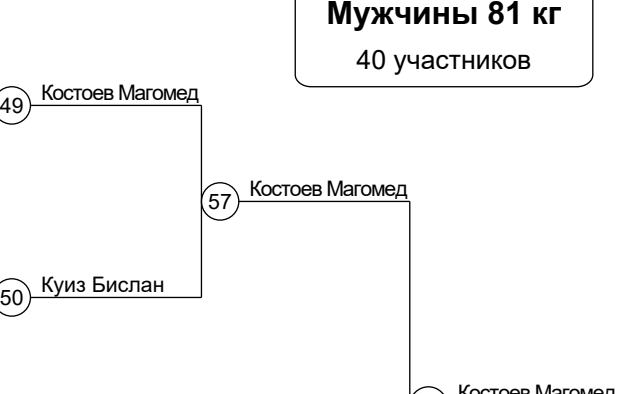 Мужчины 81 кг
40 участников
49 Костоев Магомед
57 Костоев Магомед
50 Куиз Бислан
Костоев Магомед